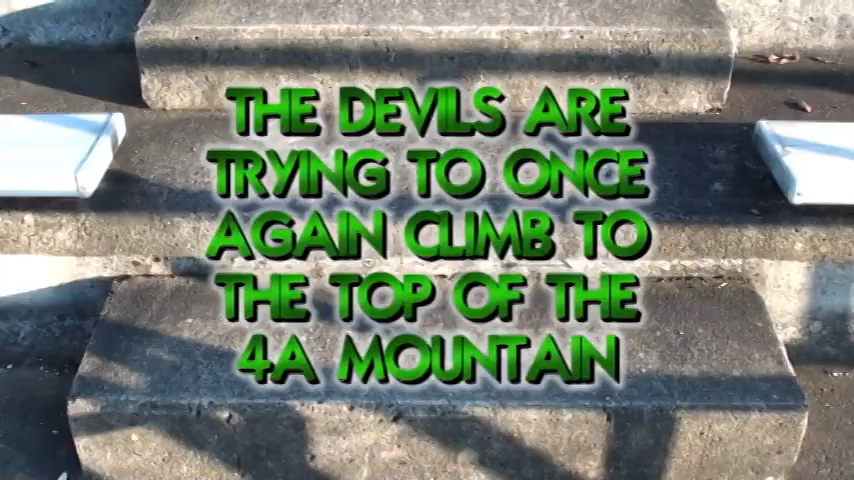 THE DEVILS ARE
TRYING TO ONCE
AGAIN CLIMB TO
THE TOP OF THE
4A MOUNTAIN